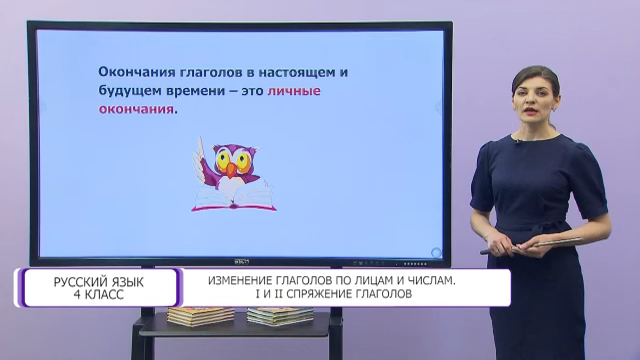 Окончания глаголов в настоящем и
будущем времени – это личные
окончания.
РУССКИЙ ЯЗЫК
4 КЛАСС
ИЗМЕНЕНИЕ ГЛАГОЛОВ ПО ЛИЦАМ И ЧИСЛАМ.
I И II СПРЯЖЕНИЕ ГЛАГОЛОВ